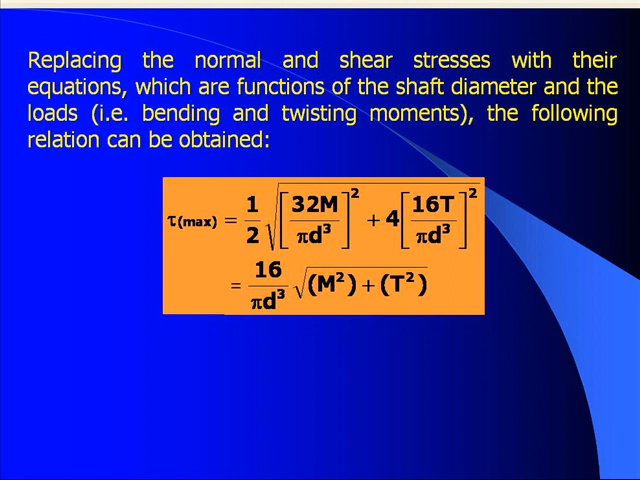 Replacing the normal and shear stresses with their
equations, which are functions of the shaft diameter and the
loads (i.e. bending and twisting moments), the following
relation can be obtained:
τ(max) = 1/2 √([32M/πd³]² + 4[16T/πd³]²)
= 16/πd³ √((M²) + (T²))